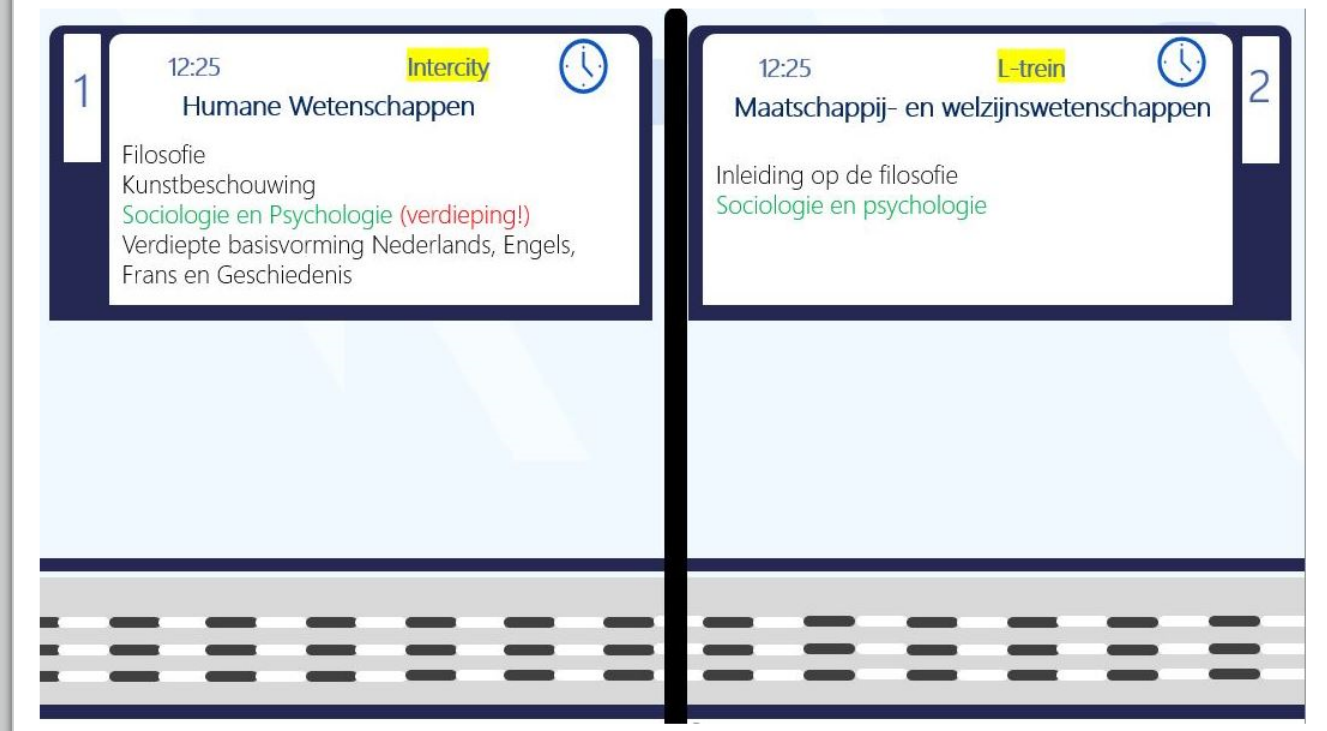 1
12:25 Intercity
Humane Wetenschappen
Filosofie
Kunstbeschouwing
Sociologie en Psychologie (verdieping!)
Verdiepte basisvorming Nederlands, Engels,
Frans en Geschiedenis
12:25 L-trein
2
Maatschappij- en welzijnswetenschappen
Inleiding op de filosofie
Sociologie en psychologie